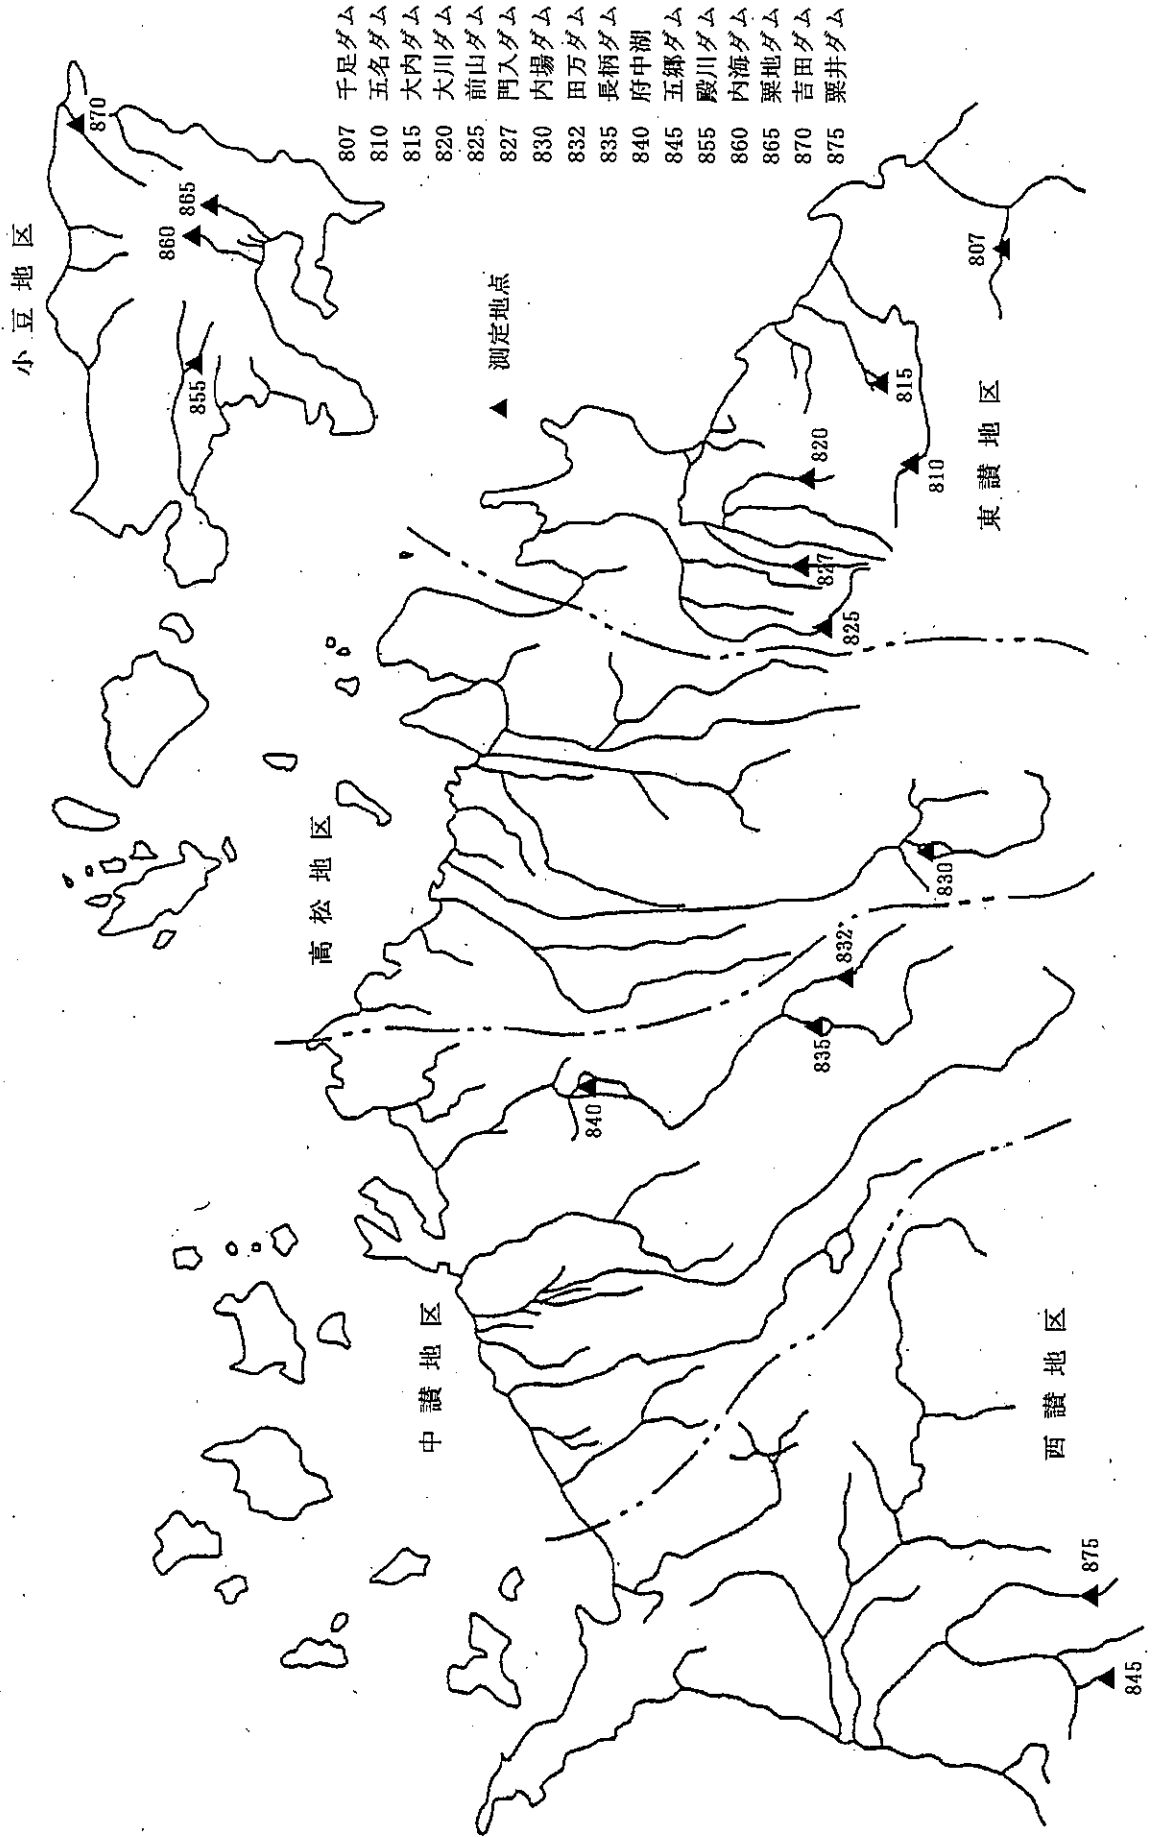 小豆地区
870
865
860
855
▲ 測定地点
807 千足ダム
810 五名ダム
815 大内ダム
820 大川ダム
825 前山ダム
827 門入ダム
830 内場ダム
832 田万ダム
835 長柄ダム
840 府中湖
845 五郷ダム
855 殿川ダム
860 内海ダム
865 粟地ダム
870 吉田ダム
875 粟井ダム
高松地区
830
中讃地区
840
835
832
東讃地区
807
815
810
820
827
825
西讃地区
875
845